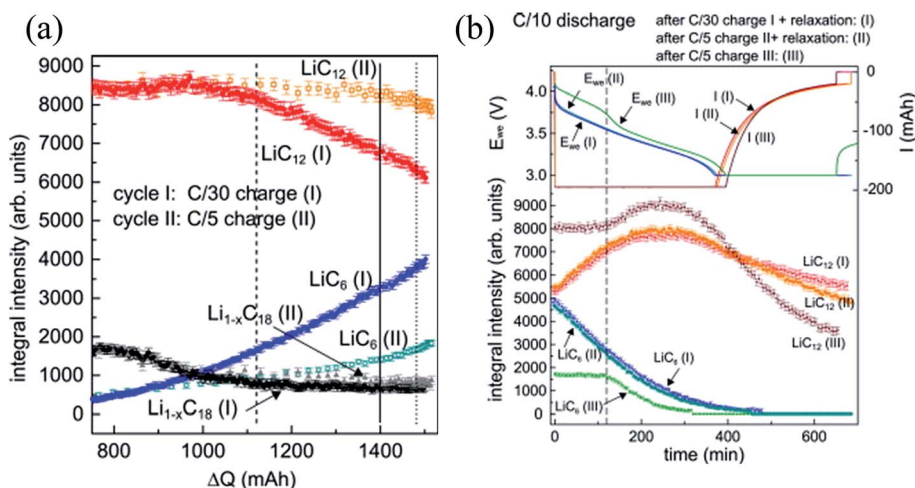 (a)
LiC12 (II)
LiC12 (I)
cycle I: C/30 charge (I)
cycle II: C/5 charge (II)
LiC6 (I)
Li1-xC18 (II)
LiC6 (II)
Li1-xC18 (I)
integral intensity (arb. units)
9000
8000
7000
6000
5000
4000
3000
2000
1000
0
800 1000 1200 1400
ΔQ (mAh)
(b)
C/10 discharge
after C/30 charge I + relaxation: (I)
after C/5 charge II+ relaxation: (II)
after C/5 charge III: (III)
Ewe (V)
4.0
3.5
3.0
Ewe (II)
Ewe (III)
Ewe (I)
I (I)
I (II)
I (III)
0
-100
-200
I (mAh)
integral intensity (arb. units)
9000
8000
7000
6000
5000
4000
3000
2000
1000
0
LiC12 (I)
LiC12 (II)
LiC12 (III)
LiC6 (II)
LiC6 (I)
LiC6 (III)
0 200 400 600
time (min)